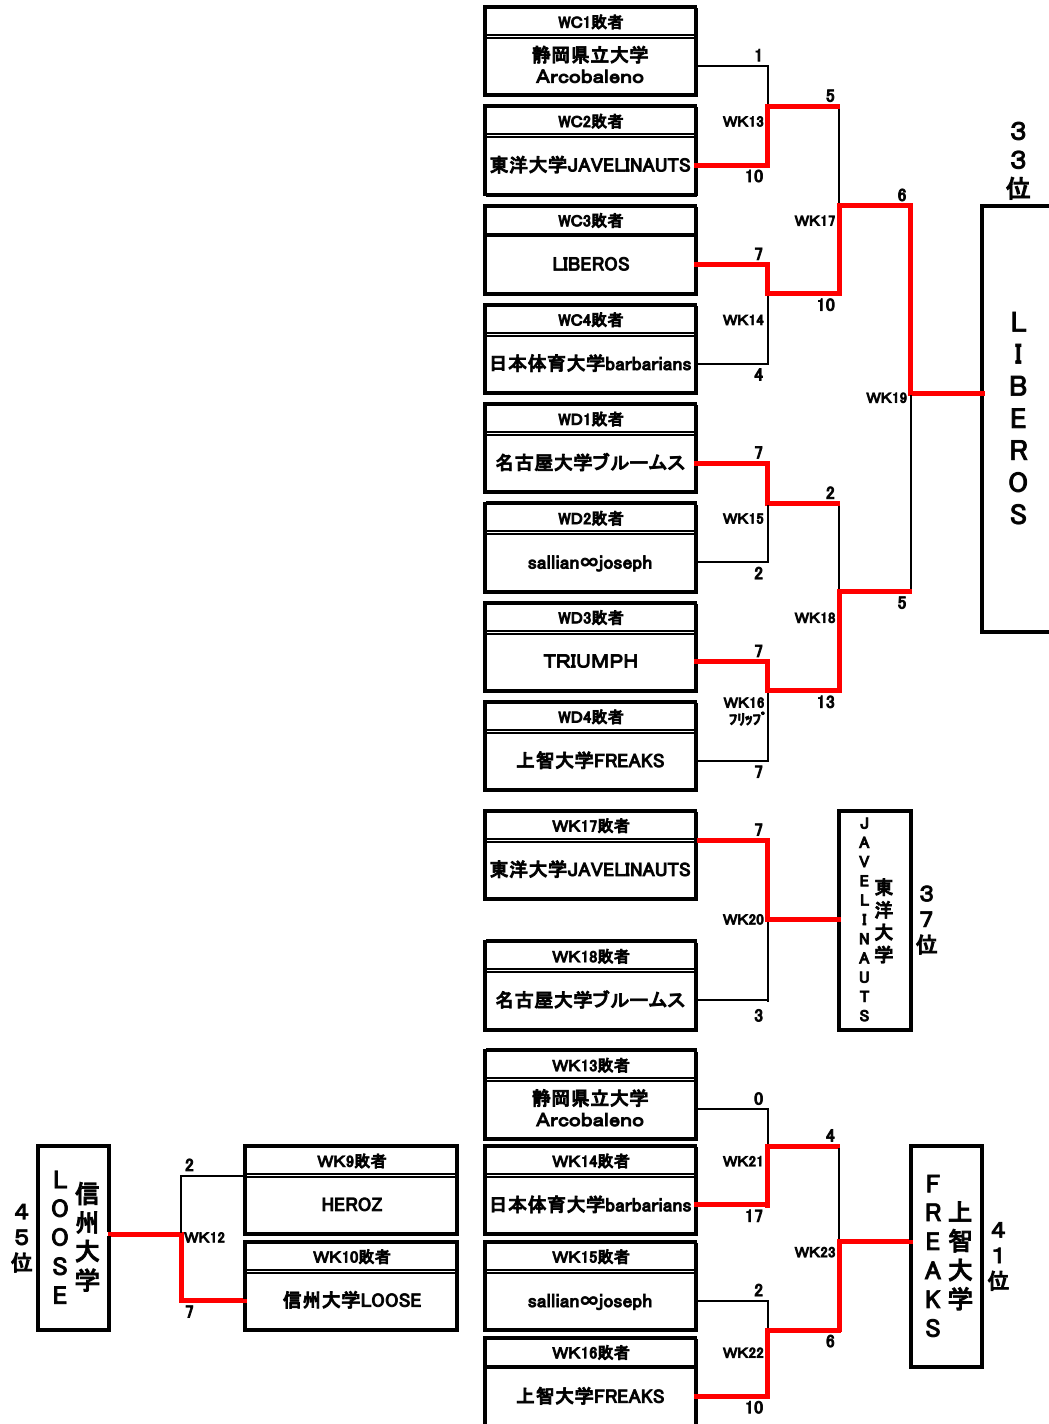 WC1敗者
静岡県立大学
Arcobaleno
1
5
WC2敗者
WK13
東洋大学JAVELINAUTS
10
33位
WC3敗者
WK17
6
LIBEROS
7
10
WC4敗者
WK14
日本体育大学barbarians
4
LIBEROS
WK19
WD1敗者
名古屋大学ブルームス
7
2
WD2敗者
WK15
sallian∞joseph
2
5
WD3敗者
WK18
TRIUMPH
7
WK16
フリップ
13
WD4敗者
上智大学FREAKS
7
WK17敗者
7
東洋大学JAVELINAUTS
WK20
東洋大学
JAVELINAUTS
37位
WK18敗者
名古屋大学ブルームス
3
WK13敗者
静岡県立大学
Arcobaleno
0
4
WK14敗者
WK21
日本体育大学barbarians
17
WK23
上智大学
FREAKS
41位
WK15敗者
sallian∞joseph
2
6
WK16敗者
WK22
上智大学FREAKS
10
45位
信州大学
LOOSE
2
WK9敗者
HEROZ
WK12
WK10敗者
信州大学LOOSE
7